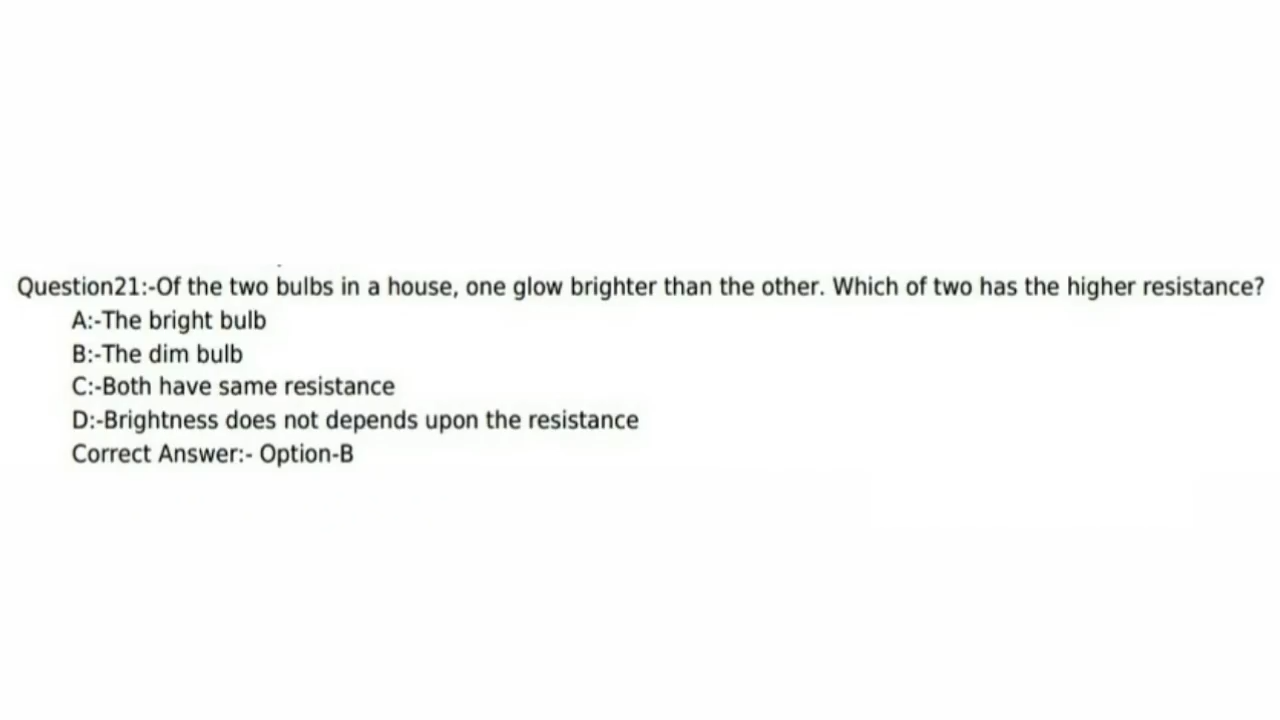 Question21:-Of the two bulbs in a house, one glow brighter than the other. Which of two has the higher resistance?
A:-The bright bulb
B:-The dim bulb
C:-Both have same resistance
D:-Brightness does not depends upon the resistance
Correct Answer:- Option-B